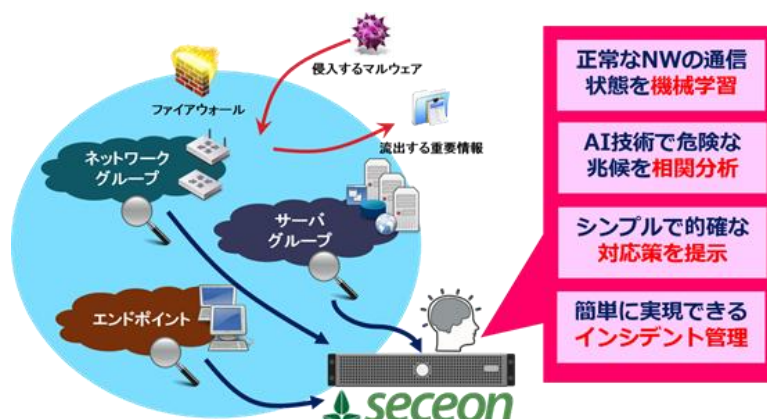 侵入するマルウェア
ファイアウォール
流出する重要情報
ネットワーク
グループ
サーバ
グループ
エンドポイント
seceon
正常なNWの通信
状態を機械学習
AI技術で危険な
兆候を相関分析
シンプルで的確な
対応策を提示
簡単に実現できる
インシデント管理